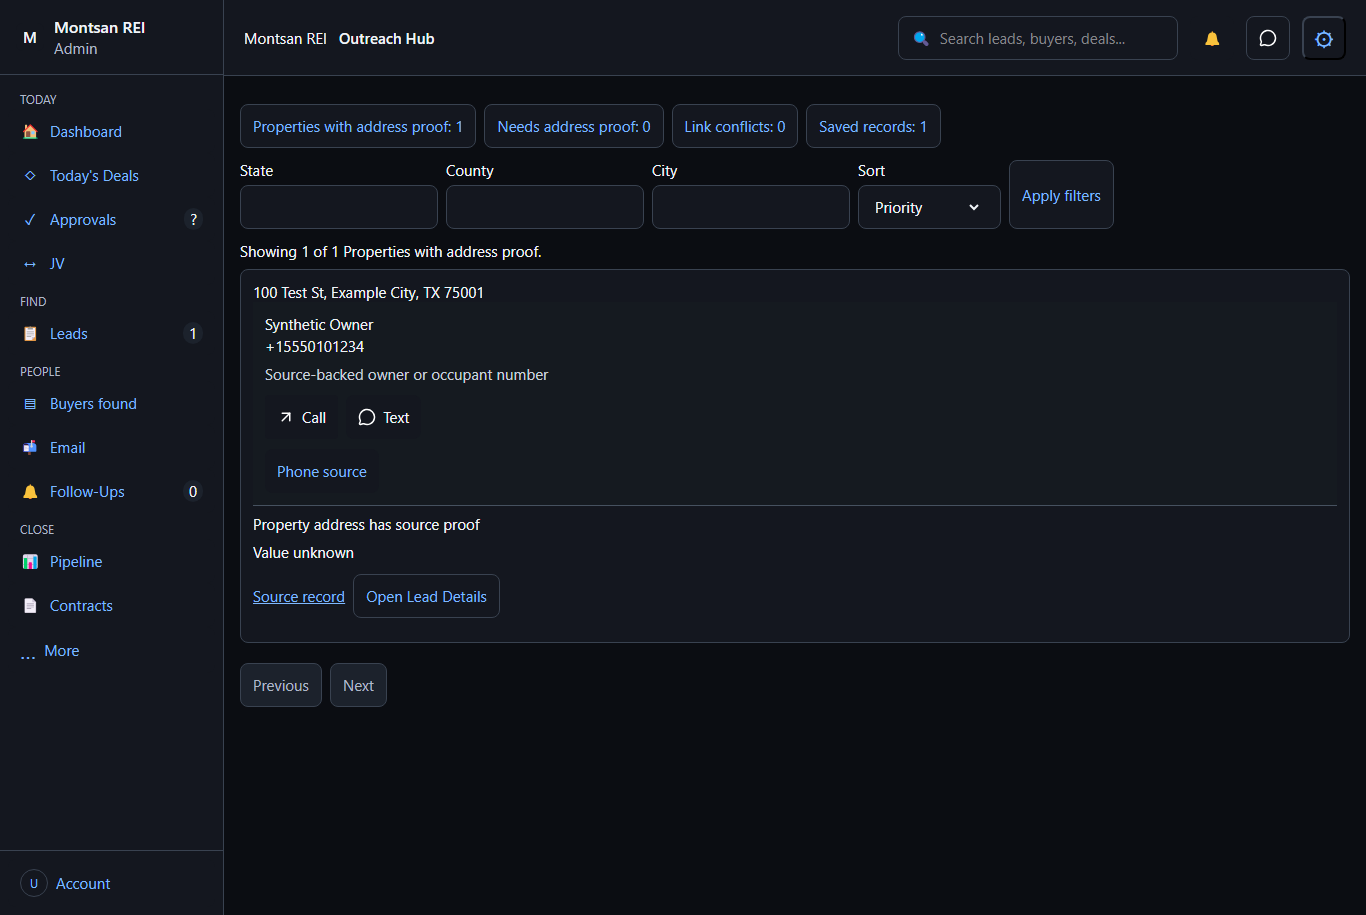 M
Montsan REI
Admin
TODAY
Dashboard
Today's Deals
Approvals ?
JV
FIND
Leads 1
PEOPLE
Buyers found
Email
Follow-Ups 0
CLOSE
Pipeline
Contracts
... More
U Account
Montsan REI Outreach Hub
Search leads, buyers, deals...
Properties with address proof: 1 Needs address proof: 0 Link conflicts: 0 Saved records: 1
State County City Sort
Priority Apply filters
Showing 1 of 1 Properties with address proof.
100 Test St, Example City, TX 75001
Synthetic Owner
+15550101234
Source-backed owner or occupant number
Call Text
Phone source
Property address has source proof
Value unknown
Source record Open Lead Details
Previous Next